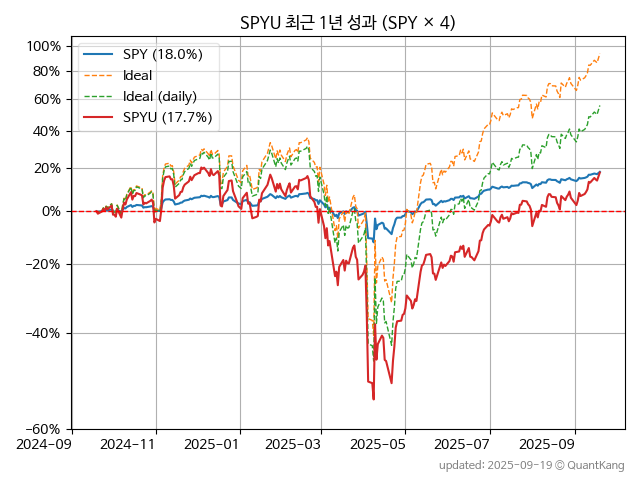 SPYU 최근 1년 성과 (SPY × 4)
100%
80%
60%
40%
20%
0%
−20%
−40%
−60%
SPY (18.0%)
Ideal
Ideal (daily)
SPYU (17.7%)
2024-09
2024-11
2025-01
2025-03
2025-05
2025-07
2025-09
updated: 2025-09-19 @ QuantKang